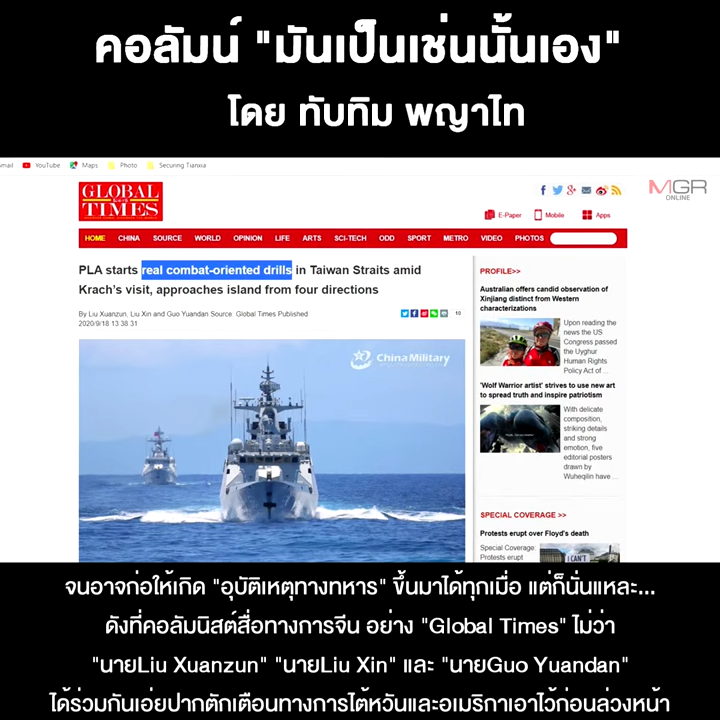 คอลัมน์ "มันเป็นเช่นนั้นเอง"
โดย ทับทิม พญาไท
mail YouTube Maps Photo Securing Tianxia
MGR
ONLINE
GLOBAL
TIMES
E-Paper Mobile Apps
HOME CHINA SOURCE WORLD OPINION LIFE ARTS SCI-TECH ODD SPORT METRO VIDEO PHOTOS
PLA starts real combat-oriented drills in Taiwan Straits amid
Krach's visit, approaches island from four directions
By Liu Xuanzun, Liu Xin and Guo Yuandan Source: Global Times Published:
2020/9/18 13:38:31
10
China Military
PROFILE>>
Australian offers candid observation of
Xinjiang distinct from Western
characterizations
Upon reading
the news the US
Congress passed
the Uyghur
Human Rights
Policy Act of ...
'Wolf Warrior artist' strives to use new art
to spread truth and inspire patriotism
With delicate
composition,
striking details
and strong
emotion, five
editorial posters
drawn by
Wuheqilin have ...
SPECIAL COVERAGE >>
Protests erupt over Floyd's death
Special Coverage:
Protests erupt
I CAN'T
จนอาจก่อให้เกิด "อุบัติเหตุทางทหาร" ขึ้นมาได้ทุกเมื่อ แต่ก็นั่นแหละ...
ดังที่คอลัมนิสต์สื่อทางการจีน อย่าง "Global Times" ไม่ว่า
"นายLiu Xuanzun" "นายLiu Xin" และ "นายGuo Yuandan"
ได้ร่วมกันเอ่ยปากตักเตือนทางการไต้หวันและอเมริกาเอาไว้ก่อนล่วงหน้า